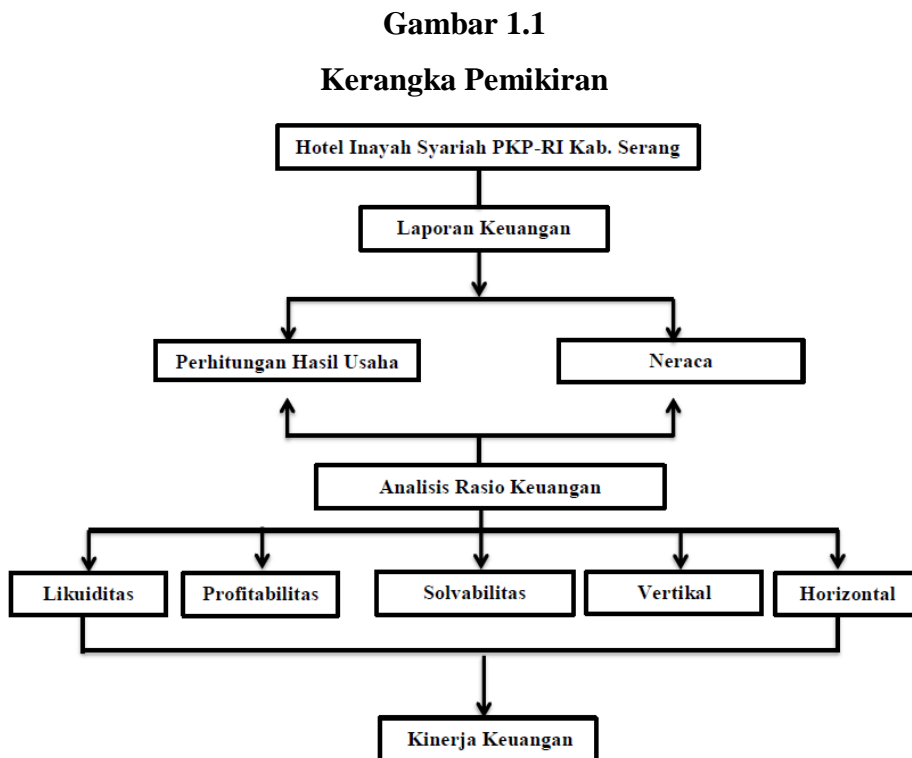 Gambar 1.1
Kerangka Pemikiran
Hotel Inayah Syariah PKP-RI Kab. Serang
Laporan Keuangan
Perhitungan Hasil Usaha
Neraca
Analisis Rasio Keuangan
Likuiditas
Profitabilitas
Solvabilitas
Vertikal
Horizontal
Kinerja Keuangan